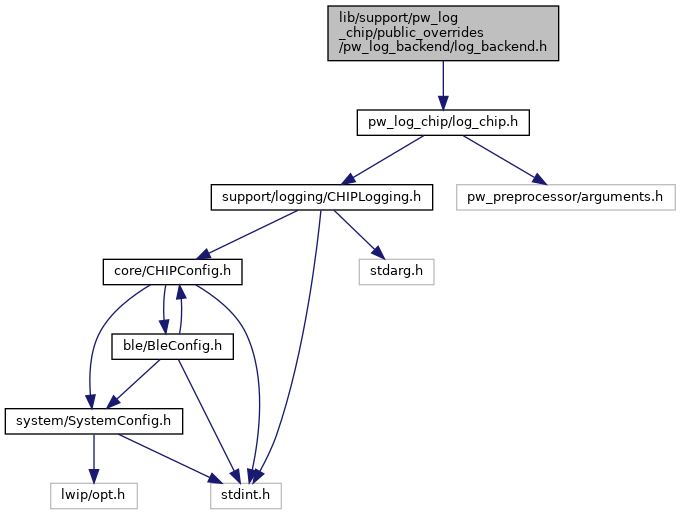 lib/support/pw_log
_chip/public_overrides
/pw_log_backend/log_backend.h
pw_log_chip/log_chip.h
support/logging/CHIPLogging.h
pw_preprocessor/arguments.h
core/CHIPConfig.h
stdarg.h
ble/BleConfig.h
system/SystemConfig.h
lwip/opt.h
stdint.h